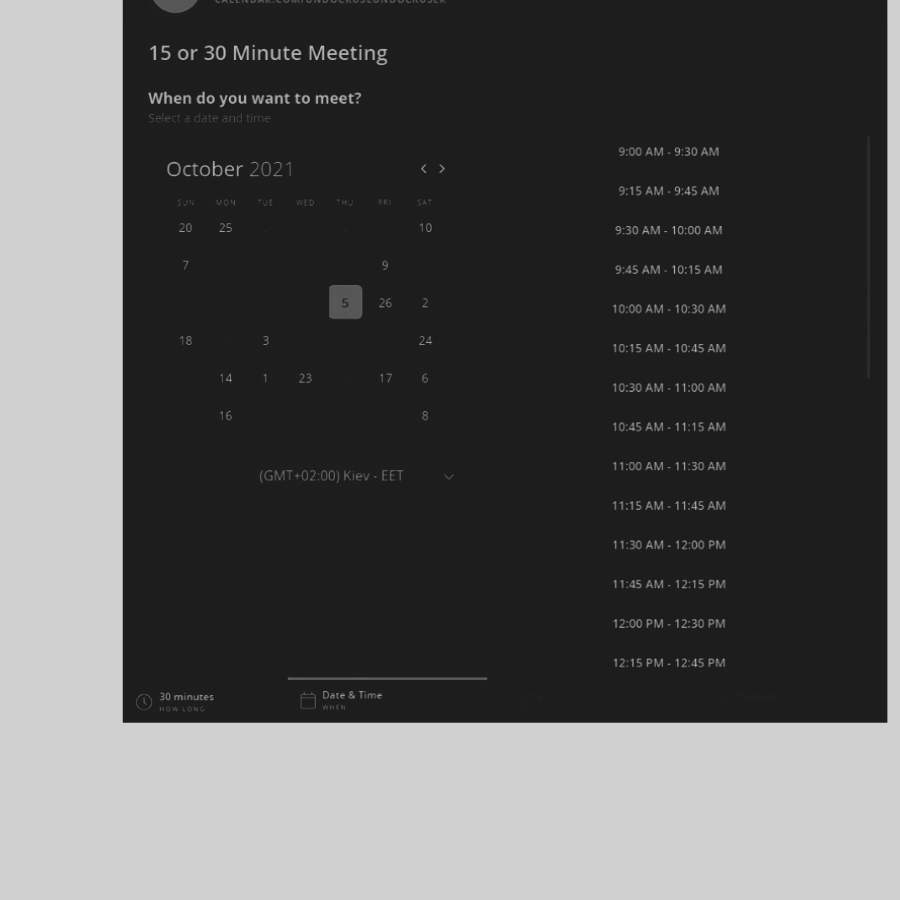 15 or 30 Minute Meeting
When do you want to meet?
Select a date and time
October 2021
SUN MON TUE WED THU FRI SAT
20 25 10
7 9
5 26 2
18 3 24
14 1 23 17 6
16 8
(GMT+02:00) Kiev - EET
9:00 AM - 9:30 AM
9:15 AM - 9:45 AM
9:30 AM - 10:00 AM
9:45 AM - 10:15 AM
10:00 AM - 10:30 AM
10:15 AM - 10:45 AM
10:30 AM - 11:00 AM
10:45 AM - 11:15 AM
11:00 AM - 11:30 AM
11:15 AM - 11:45 AM
11:30 AM - 12:00 PM
11:45 AM - 12:15 PM
12:00 PM - 12:30 PM
12:15 PM - 12:45 PM
30 minutes
HOW LONG
Date & Time
WHEN